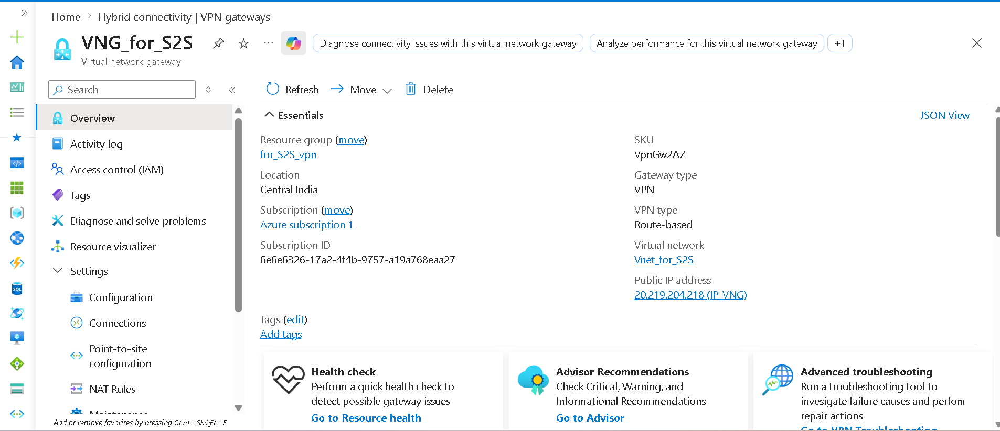 Home > Hybrid connectivity | VPN gateways
VNG_for_S2S
Virtual network gateway
Diagnose connectivity issues with this virtual network gateway
Analyze performance for this virtual network gateway
+1
Search
Overview
Activity log
Access control (IAM)
Tags
Diagnose and solve problems
Resource visualizer
Settings
Configuration
Connections
Point-to-site
configuration
NAT Rules
Maintenance
Add or remove favorites by pressing Ctrl+Shift+F
Refresh
Move
Delete
Essentials
JSON View
Resource group (move)
for_S2S_vpn
Location
Central India
Subscription (move)
Azure subscription 1
Subscription ID
6e6e6326-17a2-4f4b-9757-a19a768eaa27
SKU
VpnGw2AZ
Gateway type
VPN
VPN type
Route-based
Virtual network
Vnet_for_S2S
Public IP address
20.219.204.218 (IP_VNG)
Tags (edit)
Add tags
Health check
Perform a quick health check to
detect possible gateway issues
Go to Resource health
Advisor Recommendations
Check Critical, Warning, and
Informational Recommendations
Go to Advisor
Advanced troubleshooting
Run a troubleshooting tool to
invesigate failure causes and perfom
repair actions
Go to VPN Troubleshooting
SQL